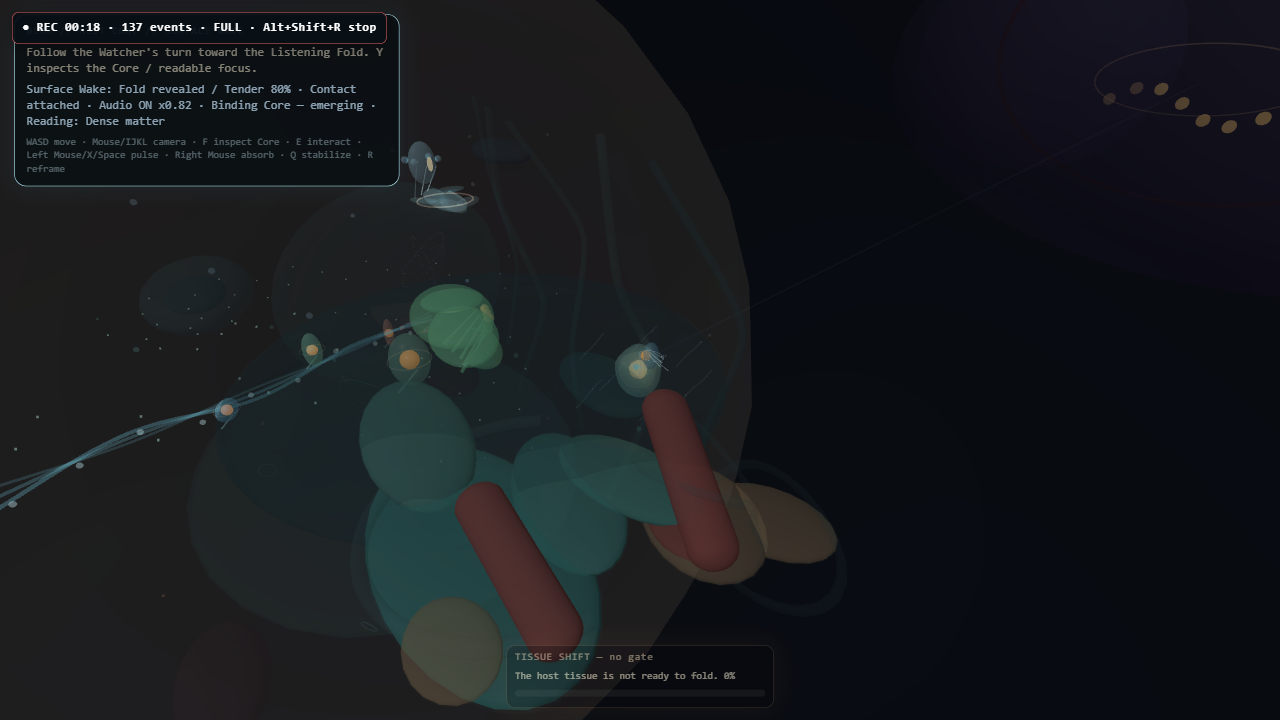 ● REC 00:18 · 137 events · FULL · Alt+Shift+R stop
Follow the Watcher's turn toward the Listening Fold. Y
inspects the Core / readable focus.
Surface Wake: Fold revealed / Tender 80% · Contact
attached · Audio ON x0.82 · Binding Core — emerging ·
Reading: Dense matter
WASD move · Mouse/IJKL camera · F inspect Core · E interact ·
Left Mouse/X/Space pulse · Right Mouse absorb · Q stabilize · R
reframe
TISSUE SHIFT — no gate
The host tissue is not ready to fold. 0%